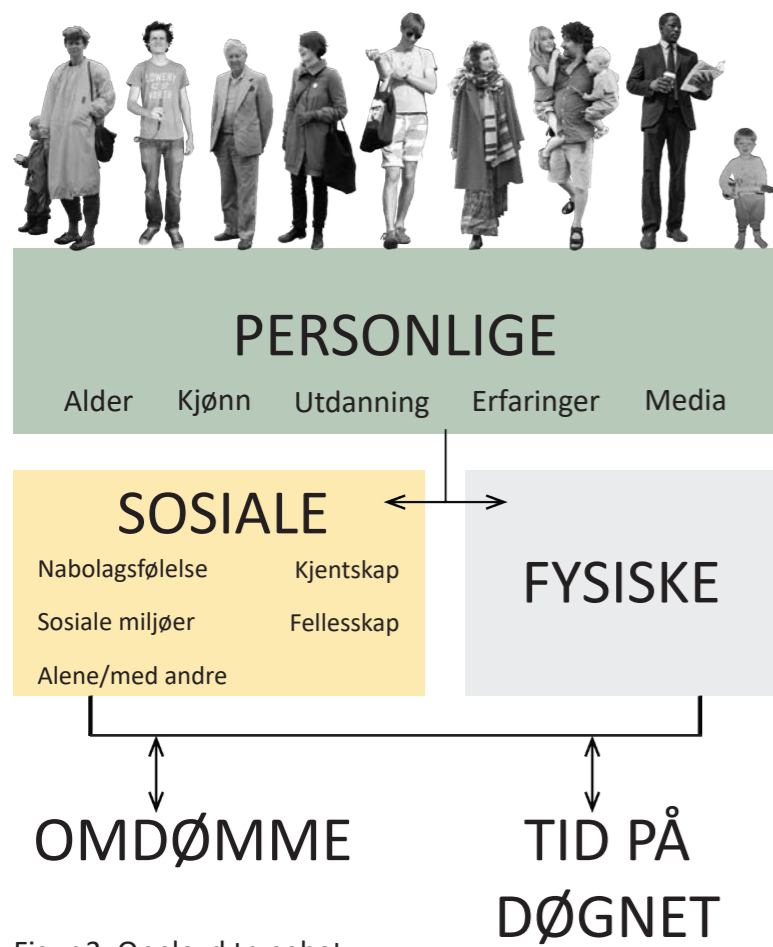 PERSONLIGE
Alder Kjønn Utdanning Erfaringer Media
SOSIALE
Nabolagsfølelse Kjentskap
Sosiale miljøer Fellesskap
Alene/med andre
FYSISKE
OMDØMME
TID PÅ
DØGNET